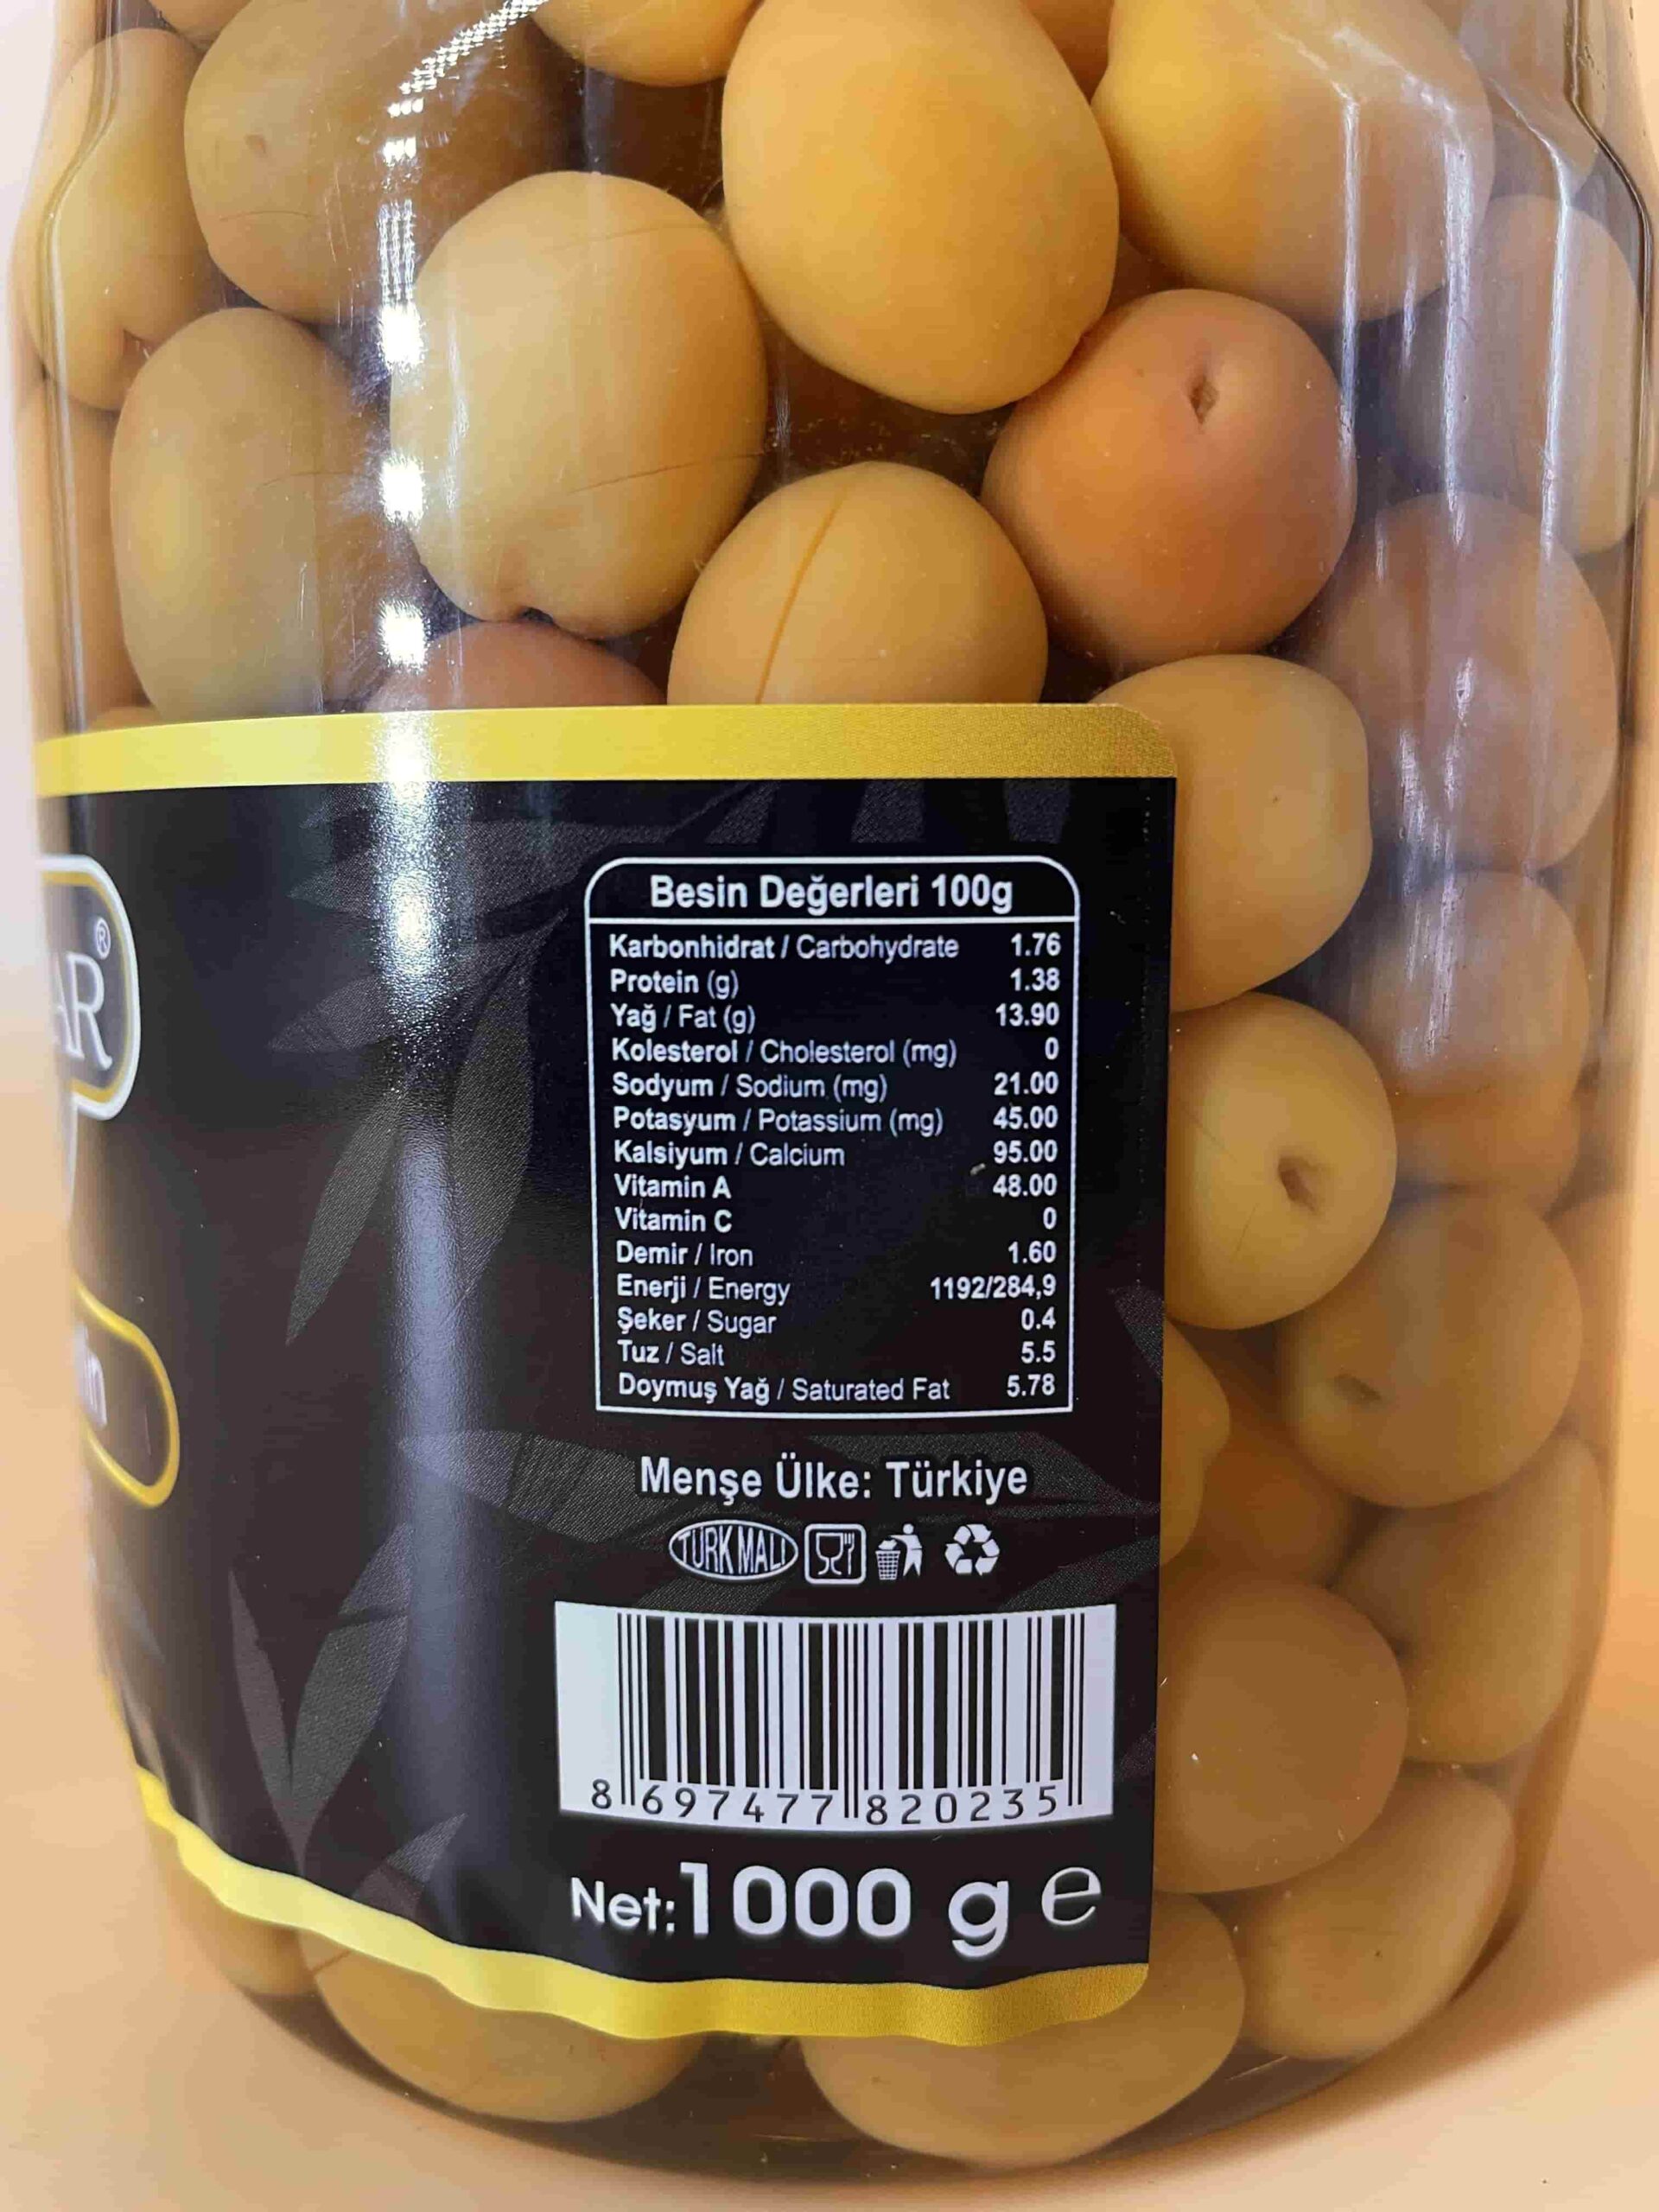 AR®
Besin Değerleri 100g
Karbonhidrat / Carbohydrate 1.76
Protein (g) 1.38
Yağ / Fat (g) 13.90
Kolesterol / Cholesterol (mg) 0
Sodyum / Sodium (mg) 21.00
Potasyum / Potassium (mg) 45.00
Kalsiyum / Calcium 95.00
Vitamin A 48.00
Vitamin C 0
Demir / Iron 1.60
Enerji / Energy 1192/284,9
Şeker / Sugar 0.4
Tuz / Salt 5.5
Doymuş Yağ / Saturated Fat 5.78
Menşe Ülke: Türkiye
TÜRK MALI
8 697477 820235
Net: 1000 g e